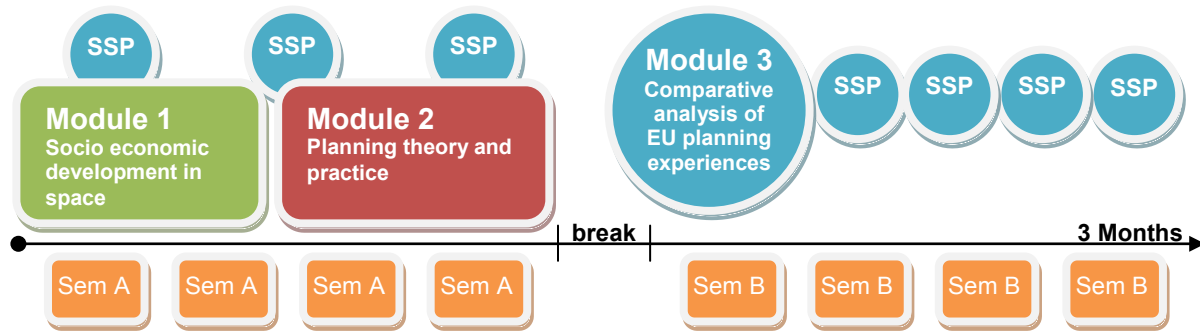 SSP
SSP
SSP
Module 1
Socio economic
development in
space
Module 2
Planning theory and
practice
Module 3
Comparative
analysis of
EU planning
experiences
SSP
SSP
SSP
SSP
break
3 Months
Sem A
Sem A
Sem A
Sem A
Sem B
Sem B
Sem B
Sem B